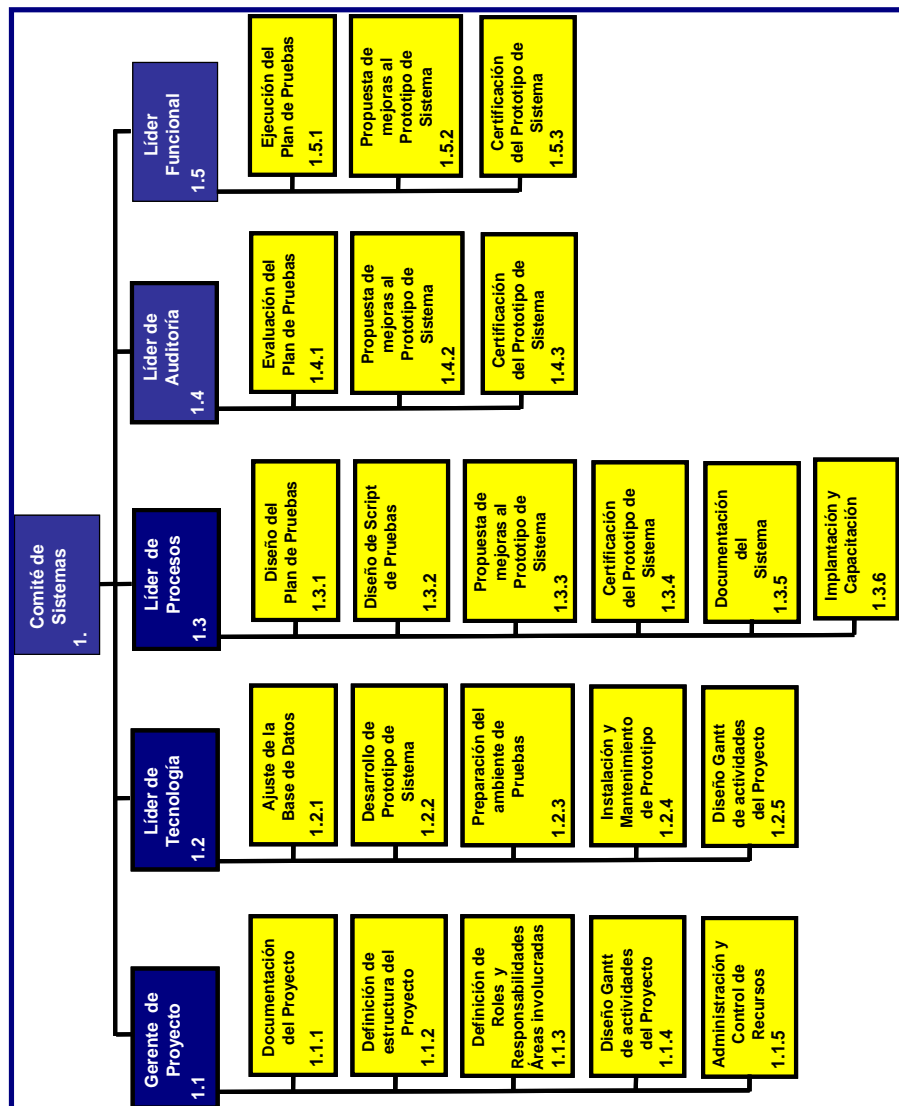 Comité de
Sistemas
1.
Gerente de
Proyecto
1.1
Documentación
del Proyecto
1.1.1
Definición de
estructura del
Proyecto
1.1.2
Definición de
Roles y
Responsabilidades
Áreas involucradas
1.1.3
Diseño Gantt
de actividades
del Proyecto
1.1.4
Administración y
Control de
Recursos
1.1.5
Líder de
Tecnología
1.2
Ajuste de la
Base de Datos
1.2.1
Desarrollo de
Prototipo de
Sistema
1.2.2
Preparación del
ambiente de
Pruebas
1.2.3
Instalación y
Mantenimiento
de Prototipo
1.2.4
Diseño Gantt
de actividades
del Proyecto
1.2.5
Líder de
Procesos
1.3
Diseño del
Plan de Pruebas
1.3.1
Diseño de Script
de Pruebas
1.3.2
Propuesta de
mejoras al
Prototipo de
Sistema
1.3.3
Certificación
del Prototipo de
Sistema
1.3.4
Documentación
del
Sistema
1.3.5
Implantación y
Capacitación
1.3.6
Líder de
Auditoría
1.4
Evaluación del
Plan de Pruebas
1.4.1
Propuesta de
mejoras al
Prototipo de
Sistema
1.4.2
Certificación
del Prototipo de
Sistema
1.4.3
Líder
Funcional
1.5
Ejecución del
Plan de Pruebas
1.5.1
Propuesta de
mejoras al
Prototipo de
Sistema
1.5.2
Certificación
del Prototipo de
Sistema
1.5.3